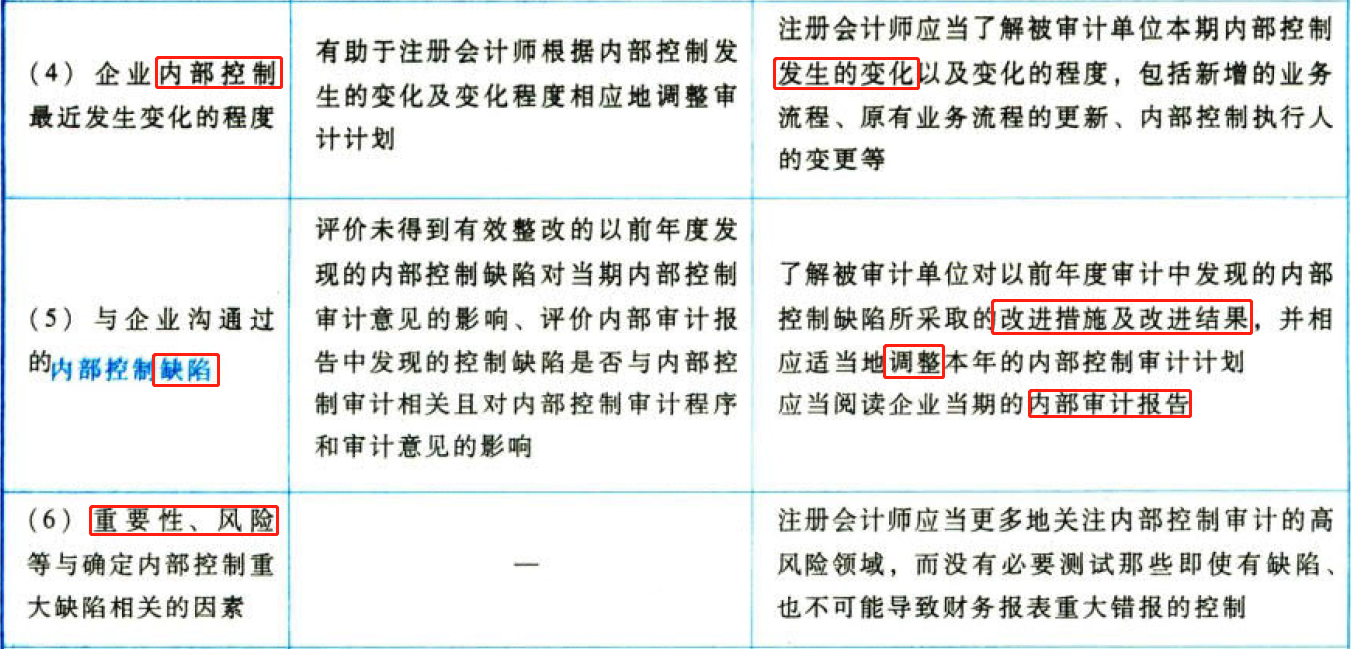 (4) 企业内部控制
最近发生变化的程度
有助于注册会计师根据内部控制发
生的变化及变化程度相应地调整审
计计划
注册会计师应当了解被审计单位本期内部控制
发生的变化以及变化的程度，包括新增的业务
流程、原有业务流程的更新、内部控制执行人
的变更等
(5) 与企业沟通过
的内部控制缺陷
评价未得到有效整改的以前年度发
现的内部控制缺陷对当期内部控制
审计意见的影响、评价内部审计报
告中发现的控制缺陷是否与内部控
制审计相关且对内部控制审计程序
和审计意见的影响
了解被审计单位对以前年度审计中发现的内部
控制缺陷所采取的改进措施及改进结果，并相
应适当地调整本年的内部控制审计计划
应当阅读企业当期的内部审计报告
(6) 重要性、风险
等与确定内部控制重
大缺陷相关的因素
—
注册会计师应当更多地关注内部控制审计的高
风险领域，而没有必要测试那些即使有缺陷、
也不可能导致财务报表重大错报的控制